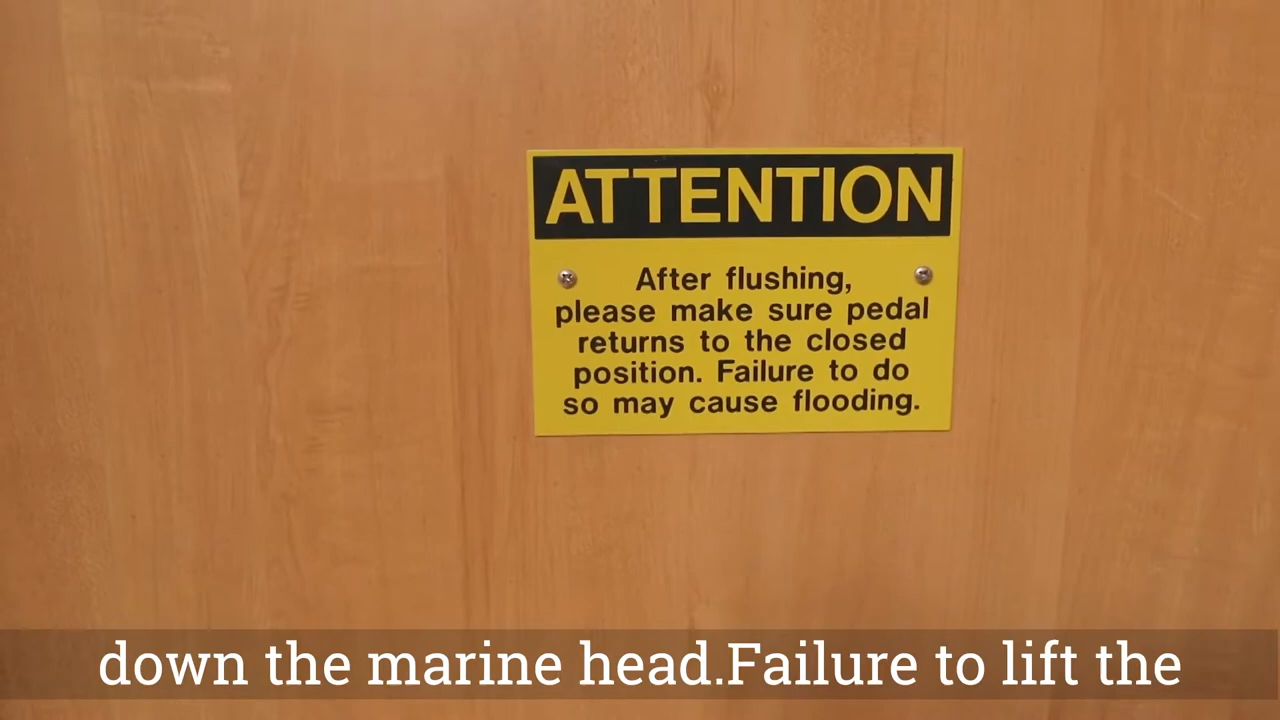 ATTENTION
After flushing,
please make sure pedal
returns to the closed
position. Failure to do
so may cause flooding.
down the marine head.Failure to lift the